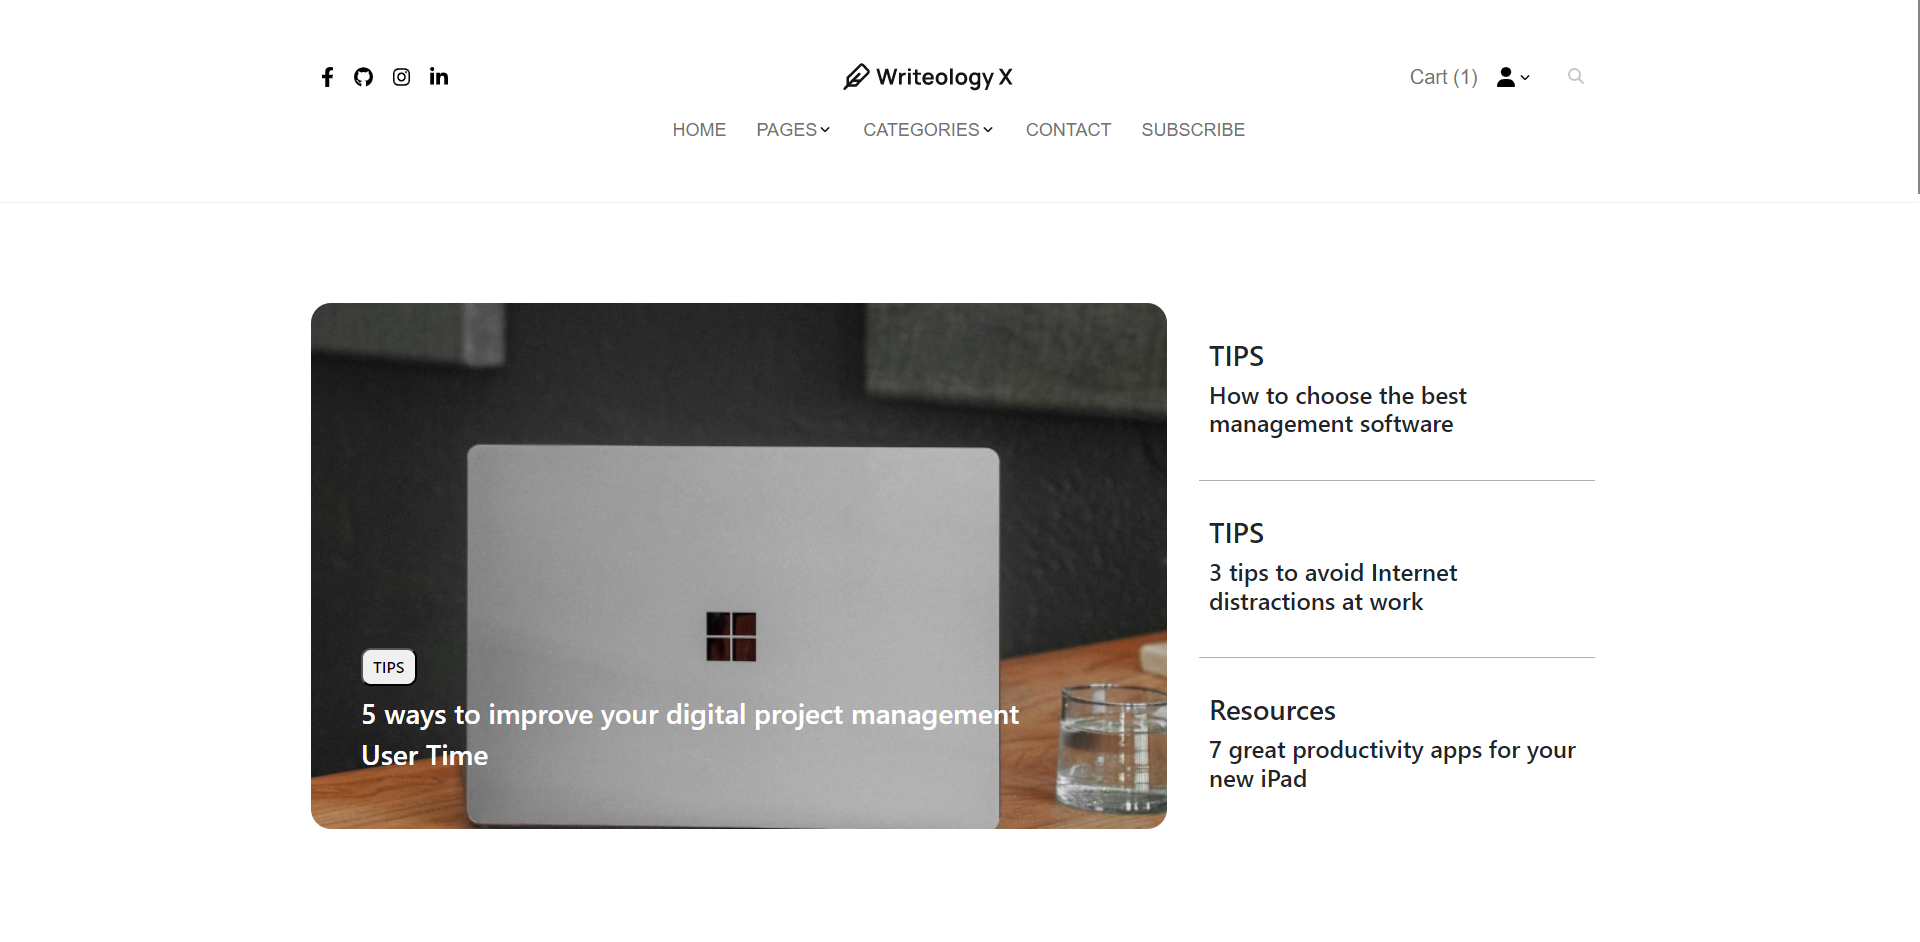 Writeology X
Cart (1)
HOME PAGES CATEGORIES CONTACT SUBSCRIBE
TIPS
5 ways to improve your digital project management
User Time
TIPS
How to choose the best
management software
TIPS
3 tips to avoid Internet
distractions at work
Resources
7 great productivity apps for your
new iPad